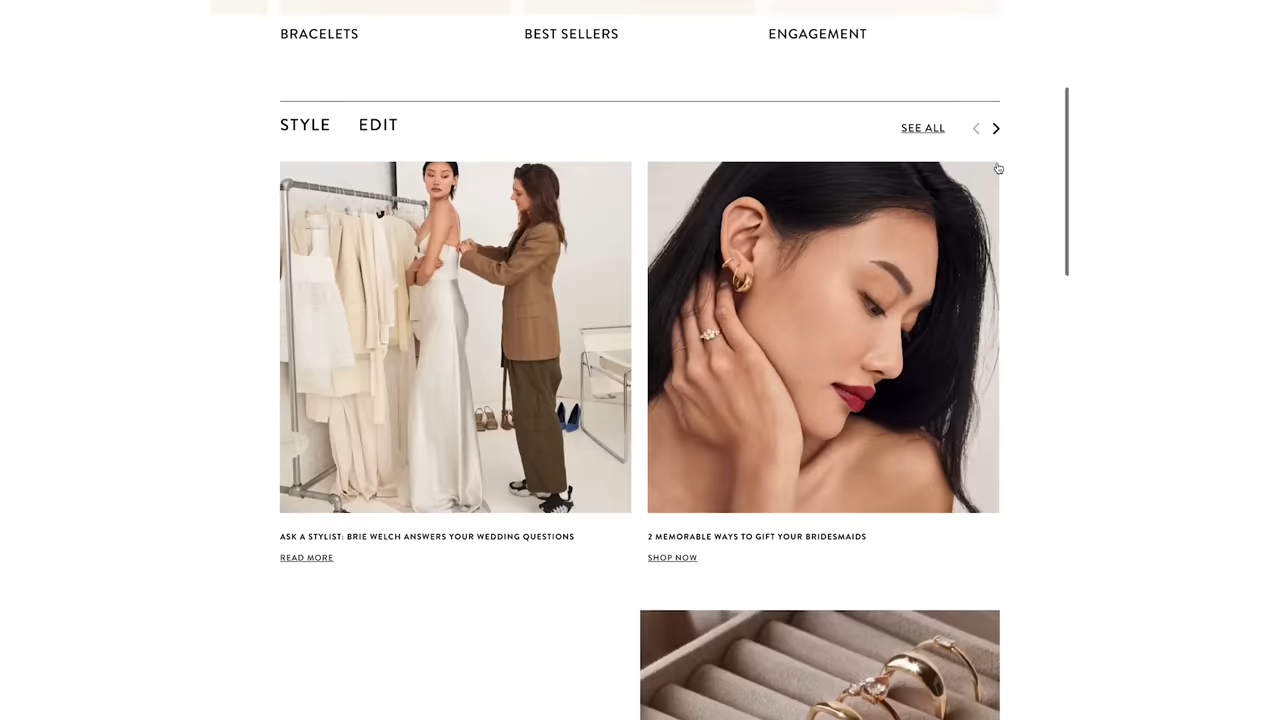 BRACELETS
BEST SELLERS
ENGAGEMENT
STYLE EDIT
SEE ALL
ASK A STYLIST: BRIE WELCH ANSWERS YOUR WEDDING QUESTIONS
2 MEMORABLE WAYS TO GIFT YOUR BRIDESMAIDS
READ MORE
SHOP NOW